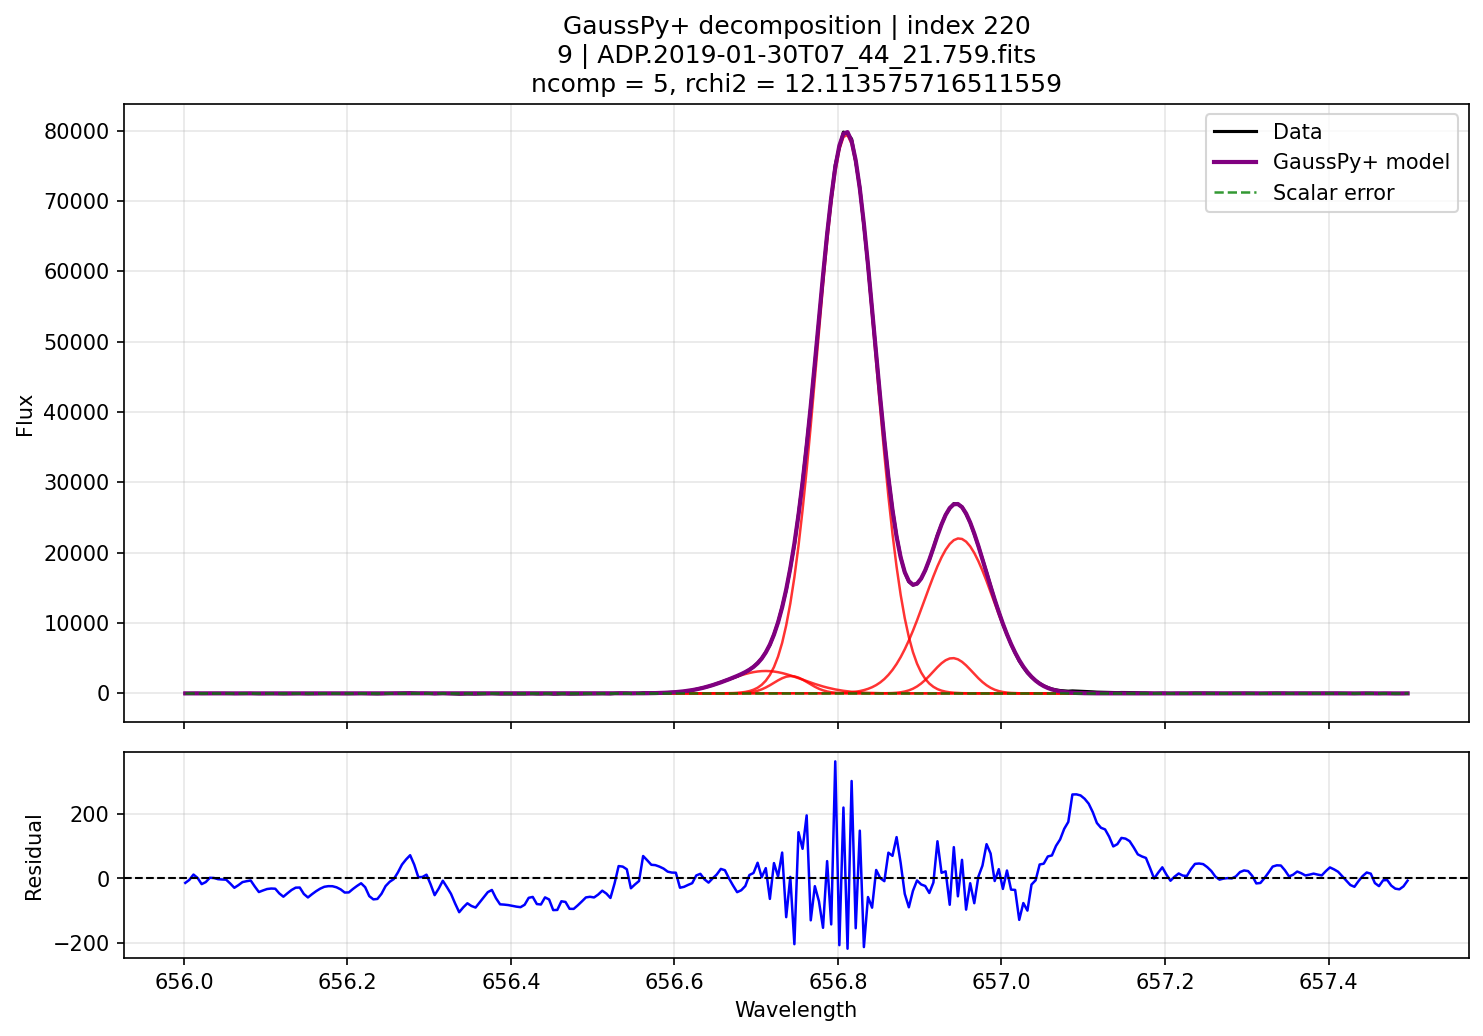 GaussPy+ decomposition | index 220
9 | ADP.2019-01-30T07_44_21.759.fits
ncomp = 5, rchi2 = 12.113575716511559
Data
GaussPy+ model
Scalar error
80000
70000
60000
50000
40000
30000
20000
10000
0
Flux
200
0
−200
Residual
656.0 656.2 656.4 656.6 656.8 657.0 657.2 657.4
Wavelength